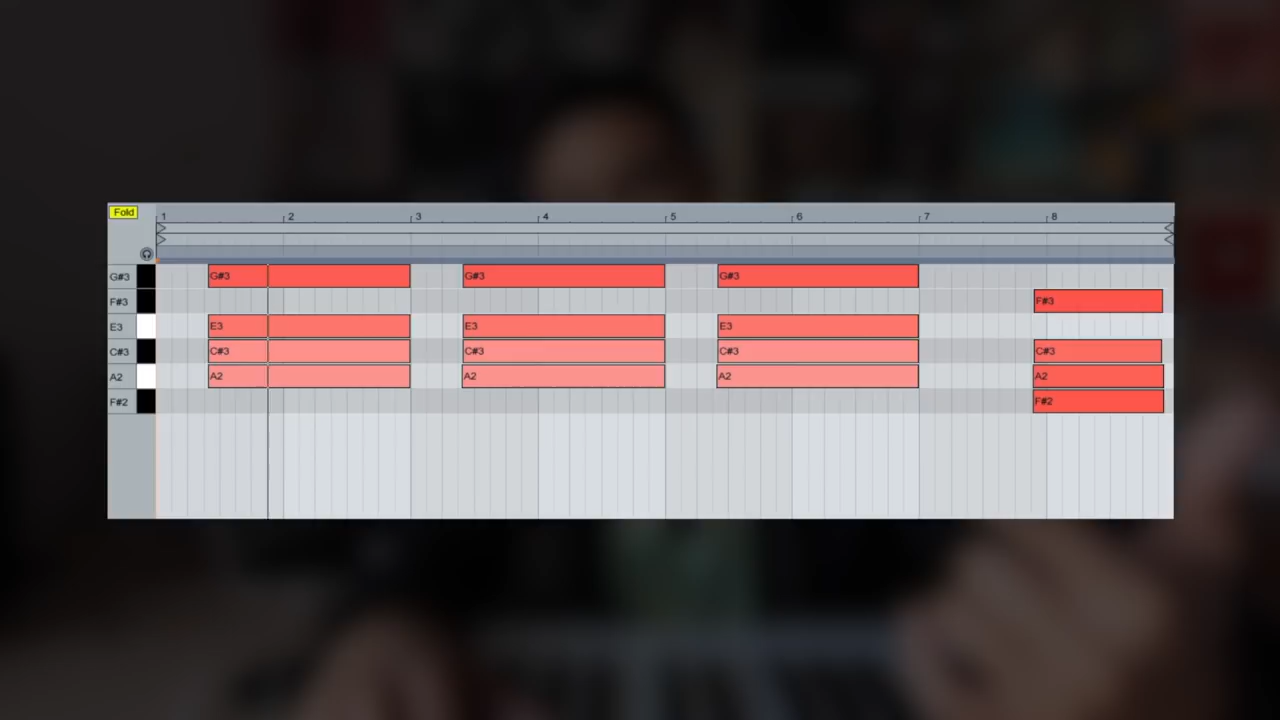 Fold
1 2 3 4 5 6 7 8
G#3 G#3 G#3 G#3
F#3 F#3
E3 E3 E3 E3
C#3 C#3 C#3 C#3 C#3
A2 A2 A2 A2 A2
F#2 F#2